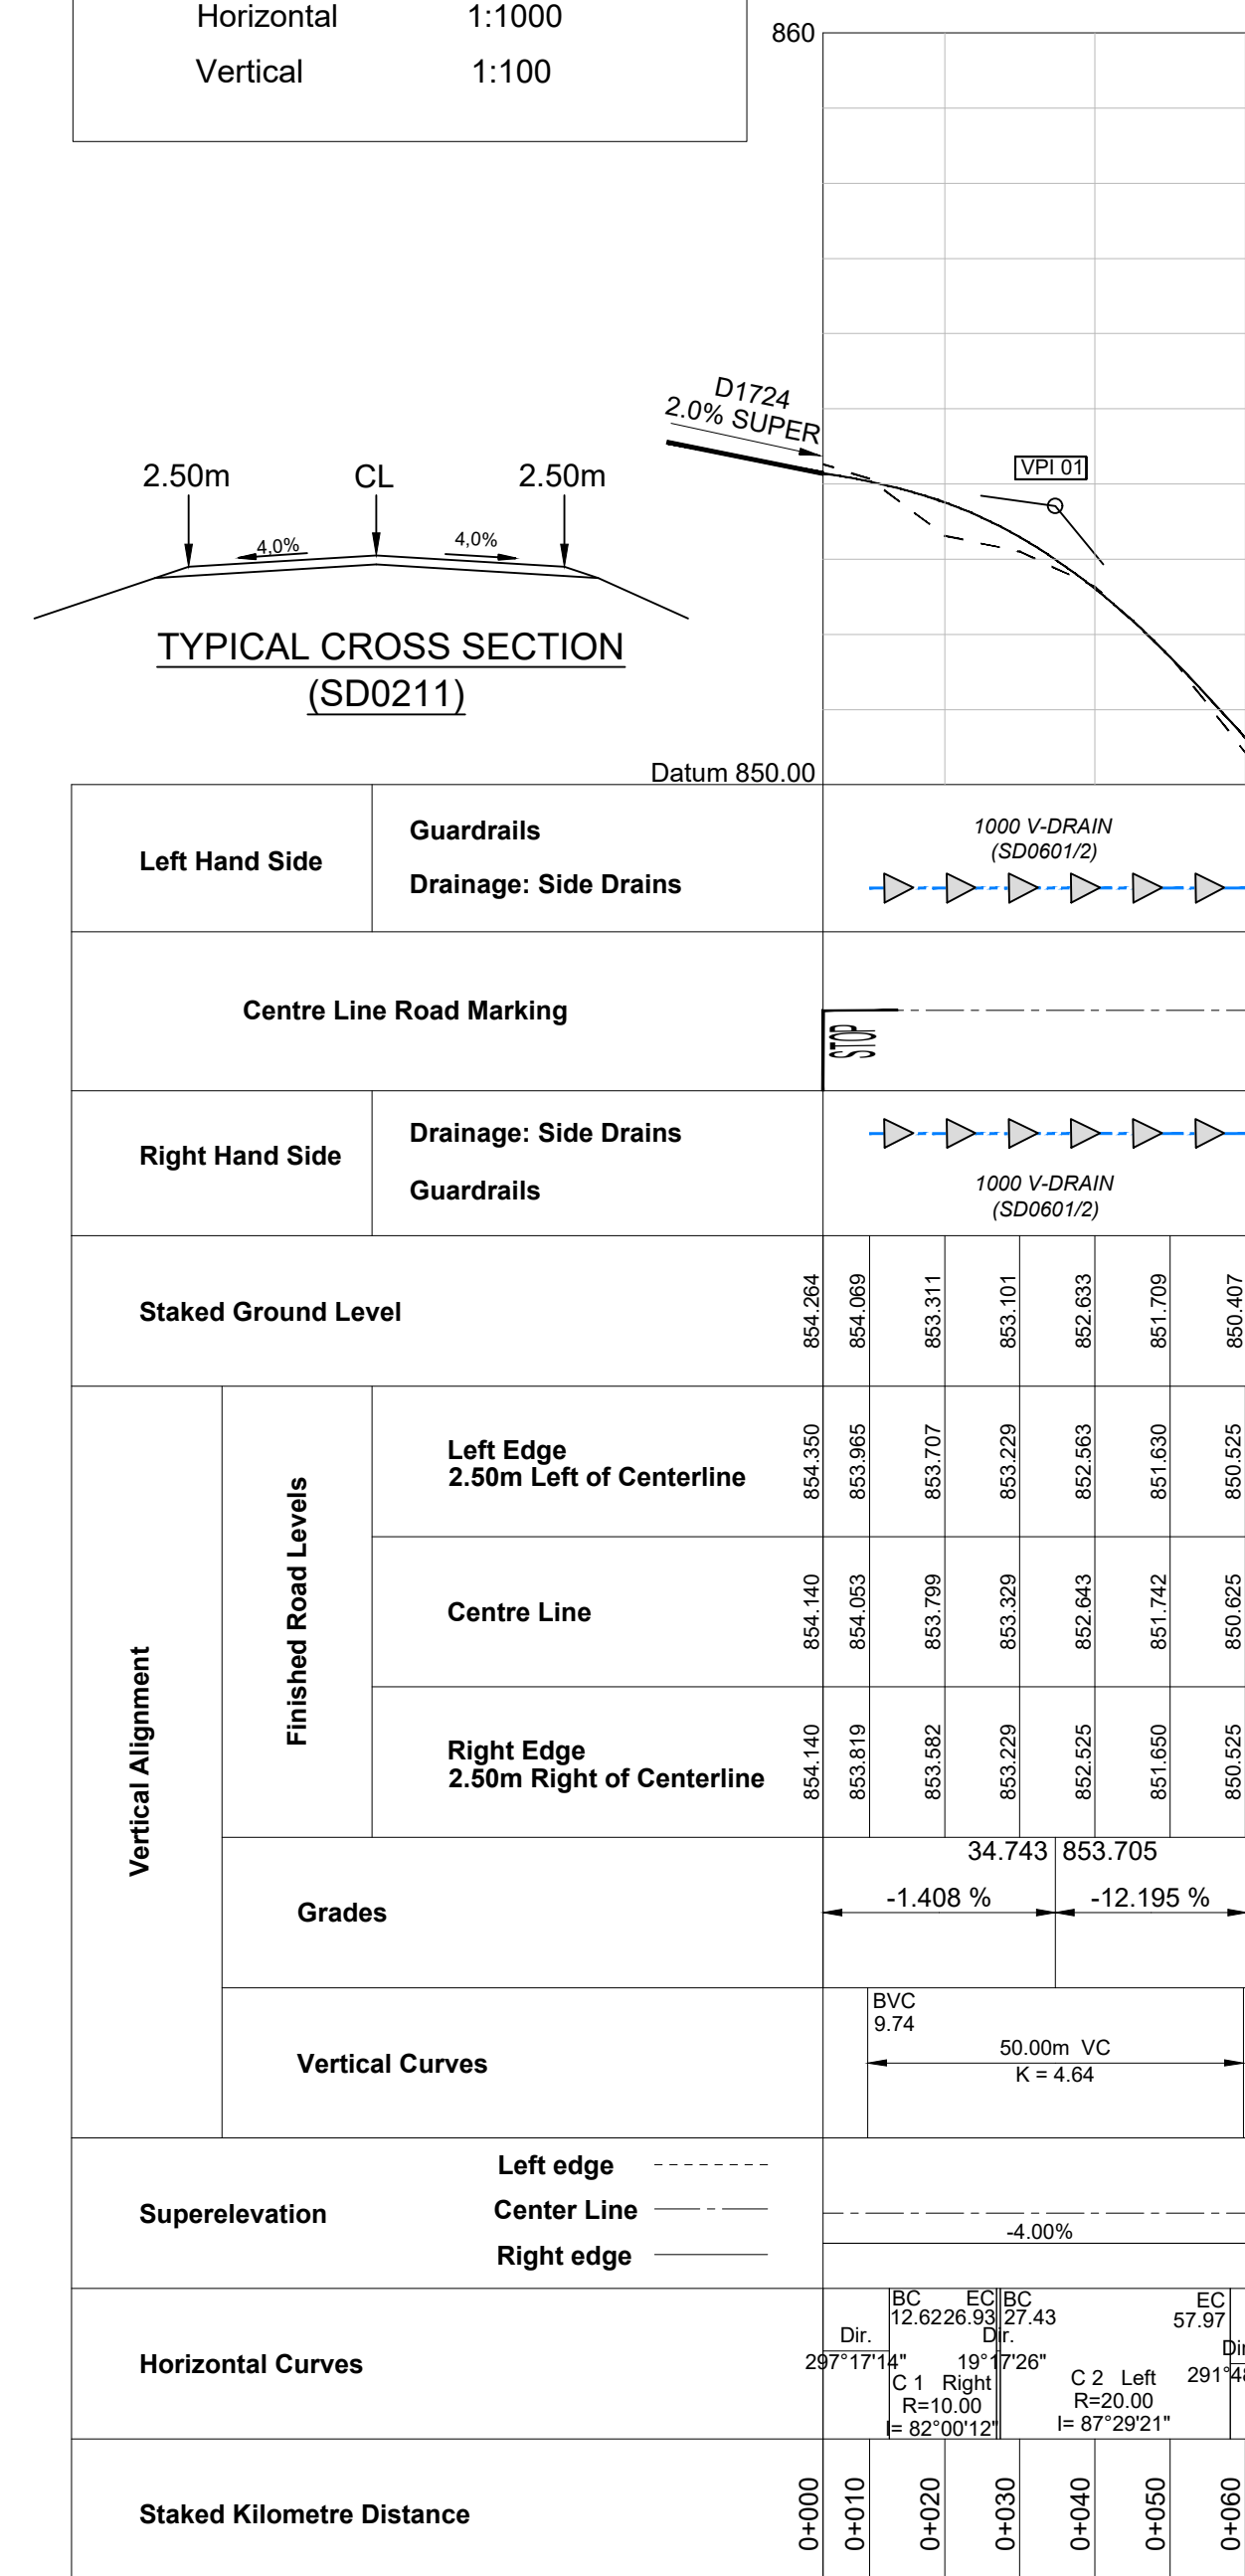 Horizontal 1:1000
Vertical 1:100
860
D1724
2.0% SUPER
VPI 01
2.50m CL 2.50m
4,0% 4,0%
TYPICAL CROSS SECTION
(SD0211)
Datum 850.00
Left Hand Side
Guardrails
Drainage: Side Drains
1000 V-DRAIN
(SD0601/2)
Centre Line Road Marking
STOP
Right Hand Side
Drainage: Side Drains
Guardrails
1000 V-DRAIN
(SD0601/2)
Staked Ground Level
854.264 854.069 853.311 853.101 852.633 851.709 850.407
Vertical Alignment
Finished Road Levels
Left Edge
2.50m Left of Centerline
854.350 853.965 853.707 853.229 852.563 851.630 850.525
Centre Line
854.140 854.053 853.799 853.329 852.643 851.742 850.625
Right Edge
2.50m Right of Centerline
854.140 853.819 853.582 853.229 852.525 851.650 850.525
Grades
34.743 853.705
-1.408 % -12.195 %
Vertical Curves
BVC
9.74
50.00m VC
K = 4.64
Superelevation
Left edge
Center Line
Right edge
-4.00%
Horizontal Curves
BC EC BC EC
12.62 26.93 27.43 57.97
Dir. Dir.
297°17'14" 19°17'26"
C 1 Right
R=10.00
I= 82°00'12"
C 2 Left
R=20.00
I= 87°29'21"
Staked Kilometre Distance
0+000 0+010 0+020 0+030 0+040 0+050 0+060